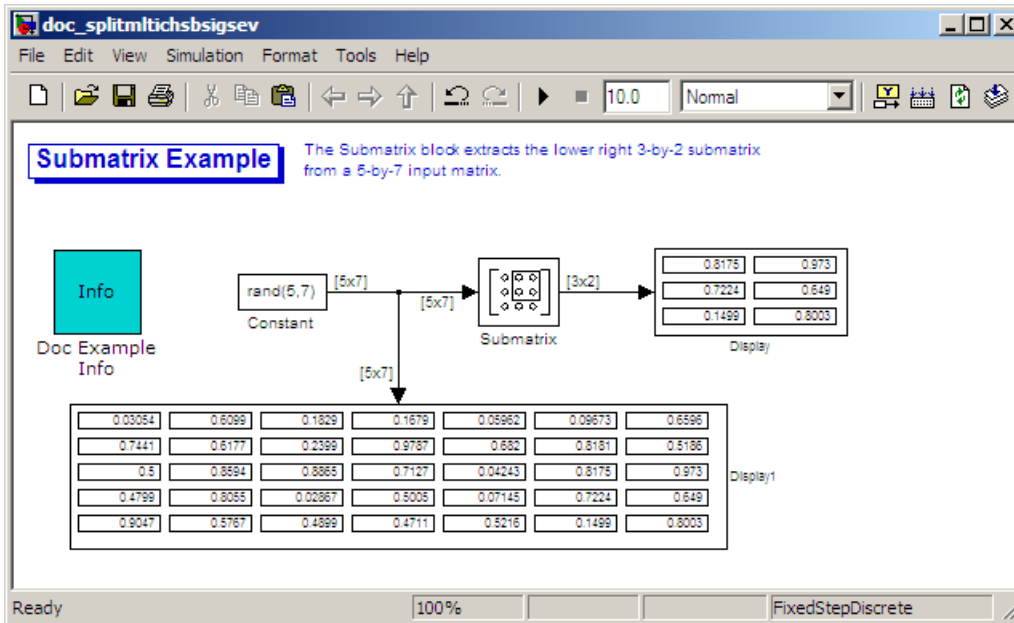 doc_splitmltichsbsigsev
File Edit View Simulation Format Tools Help
10.0 Normal
Submatrix Example
The Submatrix block extracts the lower right 3-by-2 submatrix
from a 5-by-7 input matrix.
Info
Doc Example
Info
rand(5,7)
Constant
[5x7]
[5x7]
[5x7]
Submatrix
[3x2]
0.8175 0.973
0.7224 0.649
0.1499 0.8003
Display
0.03054 0.6099 0.1829 0.1679 0.05962 0.09673 0.6596
0.7441 0.6177 0.2399 0.9787 0.682 0.8181 0.5186
0.5 0.8594 0.8865 0.7127 0.04243 0.8175 0.973
0.4799 0.8055 0.02867 0.5005 0.07145 0.7224 0.649
0.9047 0.5767 0.4899 0.4711 0.5216 0.1499 0.8003
Display1
Ready 100% FixedStepDiscrete